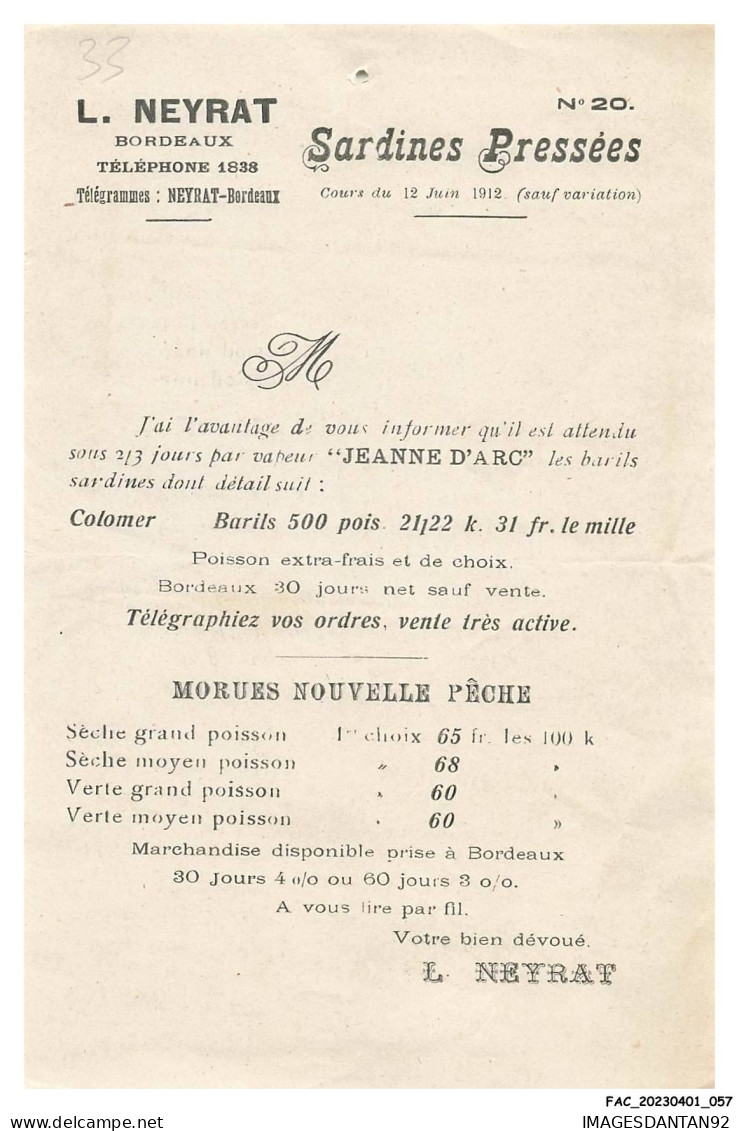 33
L. NEYRAT
BORDEAUX
TÉLÉPHONE 1838
Télégrammes : NEYRAT-Bordeaux
No 20.
Sardines Pressées
Cours du 12 Juin 1912. (sauf variation)
M
J'ai l'avantage de vous informer qu'il est attendu
sous 2/3 jours par vapeur "JEANNE D'ARC" les barils
sardines dont détail suit :
Colomer Barils 500 pois. 21/22 k. 31 fr. le mille
Poisson extra-frais et de choix.
Bordeaux 30 jours net sauf vente.
Télégraphiez vos ordres, vente très active.
MORUES NOUVELLE PÊCHE
Sèche grand poisson 1er choix 65 fr. les 100 k
Sèche moyen poisson „ 68 „
Verte grand poisson „ 60 „
Verte moyen poisson „ 60 »
Marchandise disponible prise à Bordeaux
30 Jours 4 o/o ou 60 jours 3 o/o.
A vous lire par fil.
Votre bien dévoué.
L. NEYRAT
FAC_20230401_057
IMAGESDANTAN92